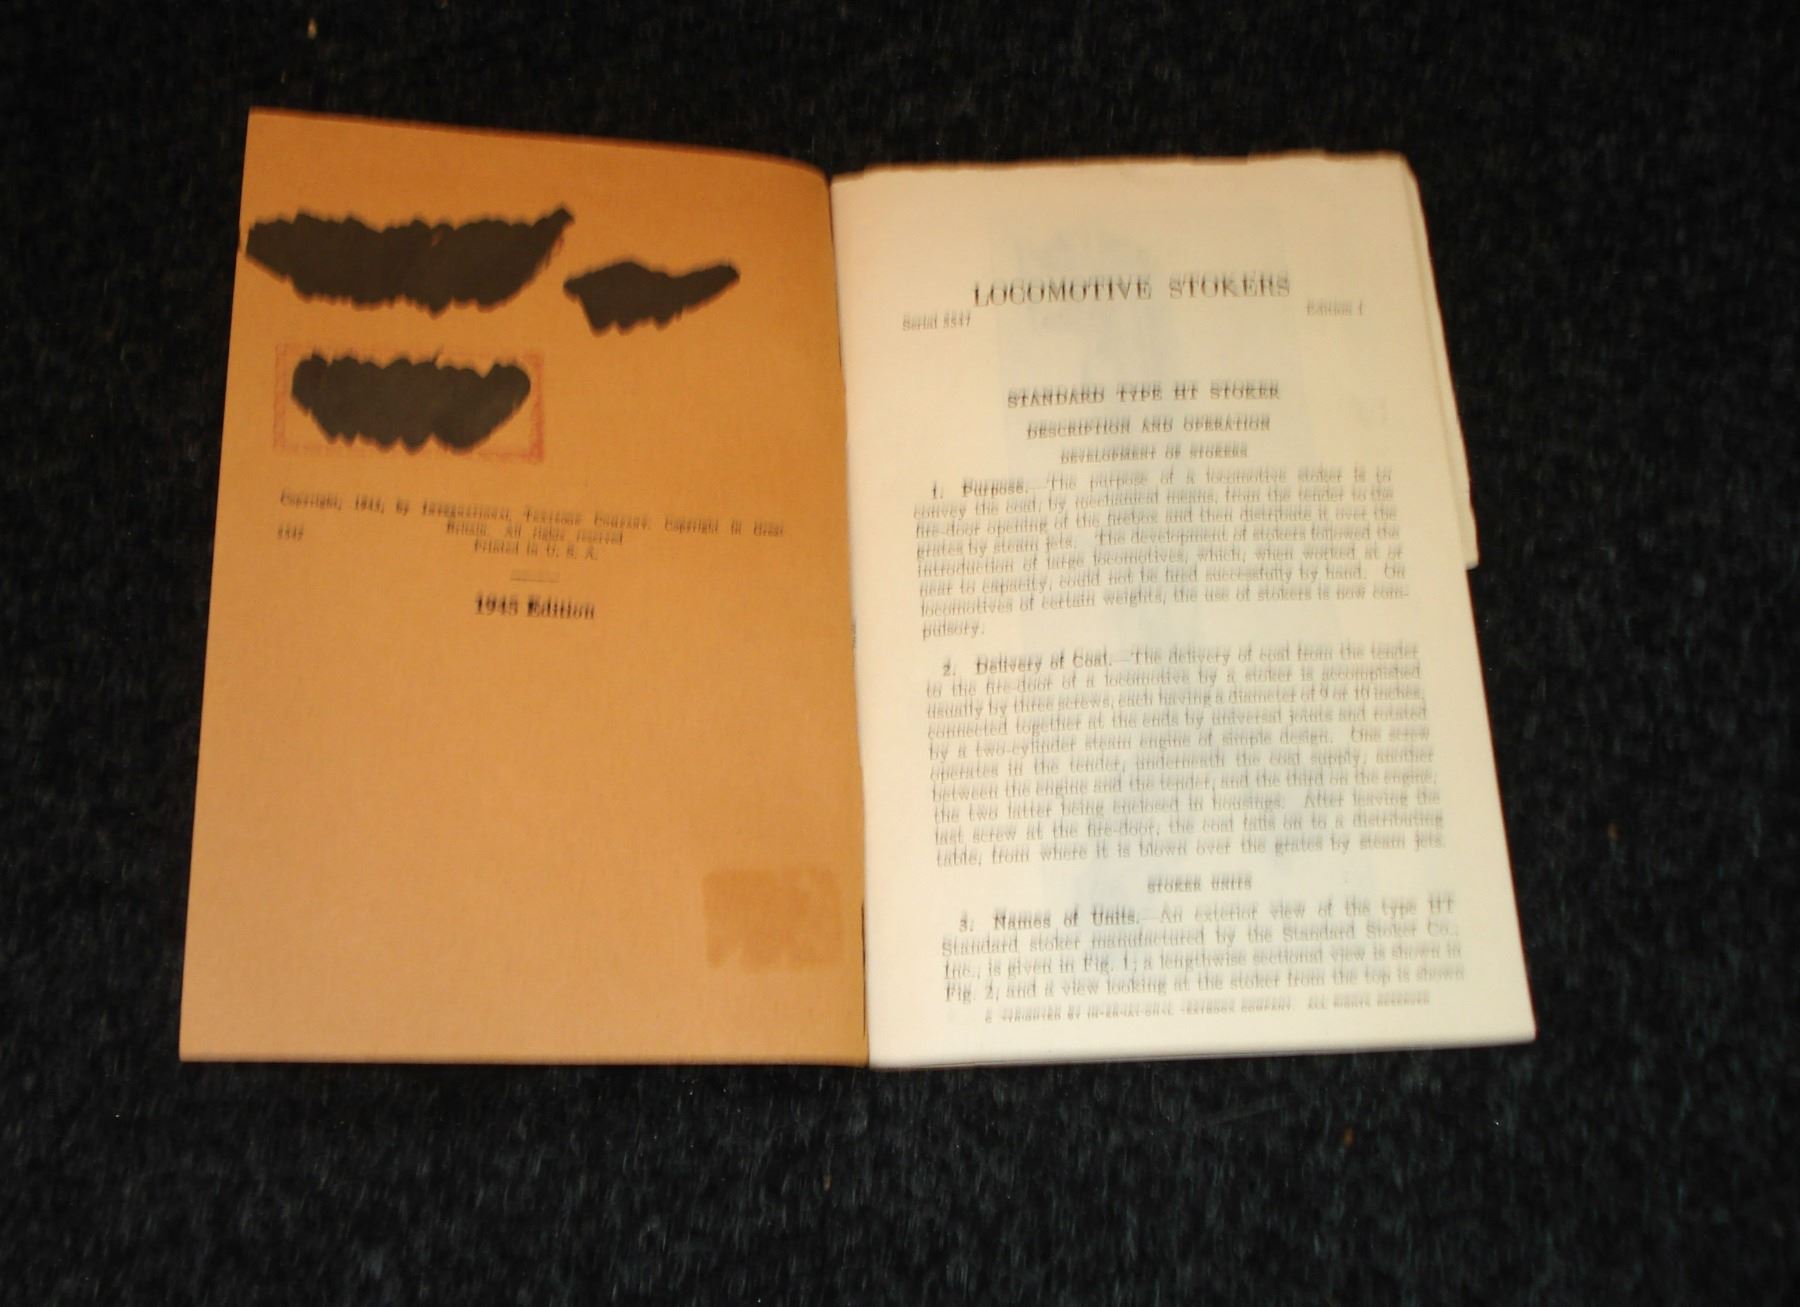 Copyright, 1944, by International Textbook Company. Copyright in Great
Britain. All rights reserved
Printed in U. S. A.
1945 Edition
LOCOMOTIVE STOKERS
Serial 5547
Edition 1
STANDARD TYPE HT STOKER
DESCRIPTION AND OPERATION
DEVELOPMENT OF STOKERS
1. Purpose.—The purpose of a locomotive stoker is to
convey the coal, by mechanical means, from the tender to the
fire-door opening of the firebox and then distribute it over the
grates by steam jets. The development of stokers followed the
introduction of large locomotives, which, when worked at or
near to capacity, could not be fired successfully by hand. On
locomotives of certain weights, the use of stokers is now com-
pulsory.
2. Delivery of Coal.—The delivery of coal from the tender
to the fire-door of a locomotive by a stoker is accomplished
usually by three screws, each having a diameter of 9 or 10 inches,
connected together at the ends by universal joints and rotated
by a two-cylinder steam engine of simple design. One screw
operates in the tender, underneath the coal supply, another
between the engine and the tender, and the third on the engine,
the two latter being enclosed in housings. After leaving the
last screw at the fire-door, the coal falls on to a distributing
table, from where it is blown over the grates by steam jets.
STOKER UNITS
3. Names of Units.—An exterior view of the type HT
Standard stoker manufactured by the Standard Stoker Co.,
Inc., is given in Fig. 1; a lengthwise sectional view is shown in
Fig. 2, and a view looking at the stoker from the top is shown
COPYRIGHTED BY INTERNATIONAL TEXTBOOK COMPANY. ALL RIGHTS RESERVED